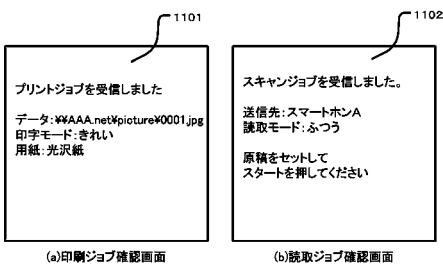 1101
プリントジョブを受信しました
データ:¥¥AAA.net¥picture¥0001.jpg
印字モード:きれい
用紙:光沢紙
(a)印刷ジョブ確認画面
1102
スキャンジョブを受信しました。
送信先:スマートホンA
読取モード:ふつう
原稿をセットして
スタートを押してください
(b)読取ジョブ確認画面